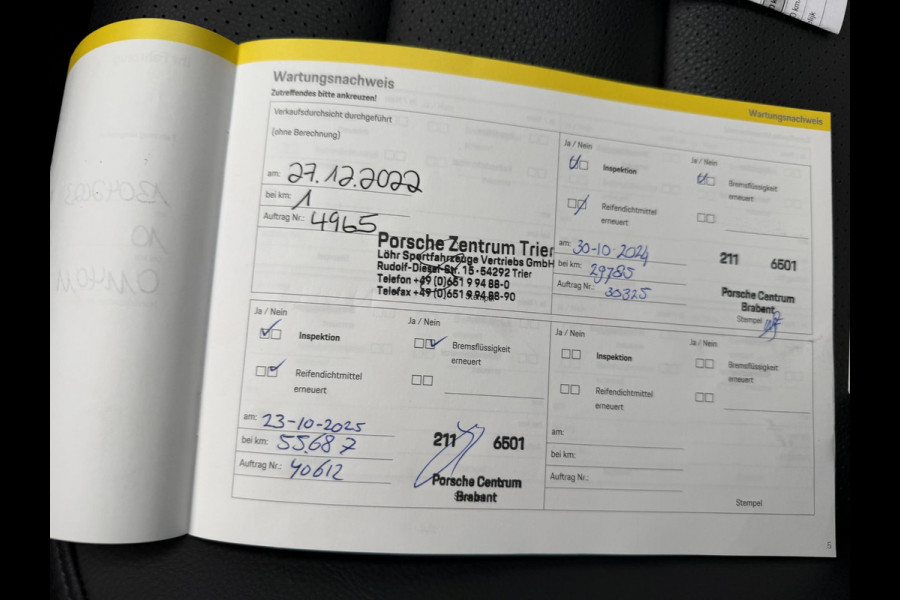 Wartungsnachweis
Wartungsnachweis
Zutreffendes bitte ankreuzen!
Verkaufsdurchsicht durchgeführt
(ohne Berechnung)
am: 27.12.2022
bei km: 1
Auftrag Nr.: 4965
Porsche Zentrum Trier
Löhr Sportfahrzeuge Vertriebs GmbH
Rudolf-Diesel-Str. 15 · 54292 Trier
Telefon +49 (0)651 9 94 88-0
Telefax +49 (0)651 9 94 88-90
Stempel
Ja / Nein
Inspektion
Reifendichtmittel
erneuert
Ja / Nein
Bremsflüssigkeit
erneuert
am: 30-10-2024
bei km: 29785
Auftrag Nr.: 30325
211 6501
Porsche Centrum
Brabant
Stempel
Ja / Nein
Inspektion
Reifendichtmittel
erneuert
Ja / Nein
Bremsflüssigkeit
erneuert
am: 23-10-2025
bei km: 55.687
Auftrag Nr.: 40612
211 6501
Porsche Centrum
Brabant
Ja / Nein
Inspektion
Reifendichtmittel
erneuert
Ja / Nein
Bremsflüssigkeit
erneuert
am:
bei km:
Auftrag Nr.:
Stempel
5